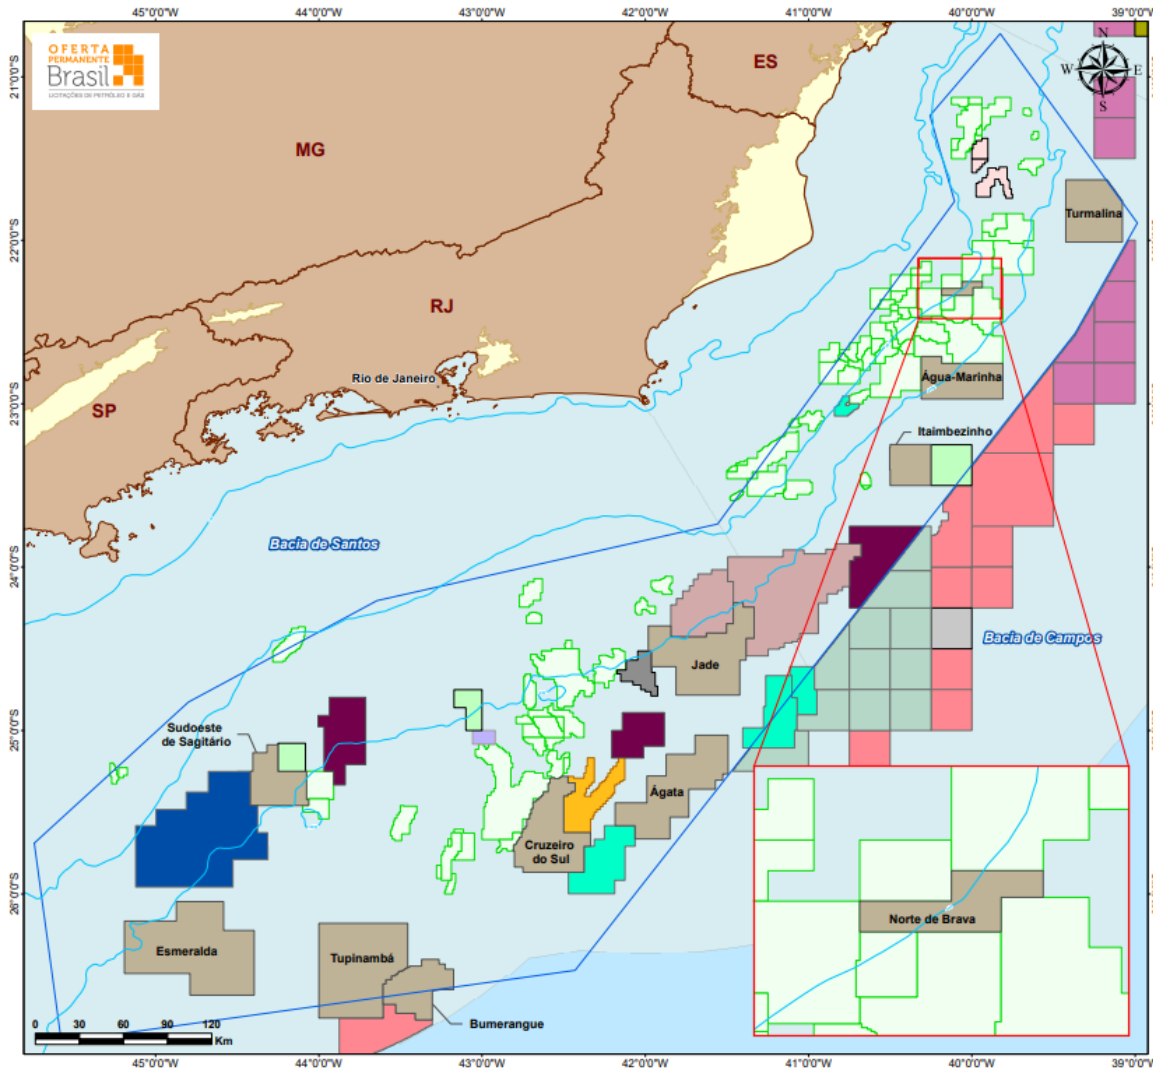 45°0'0"W
44°0'0"W
43°0'0"W
42°0'0"W
41°0'0"W
40°0'0"W
39°0'0"W
OFERTA
PERMANENTE
Brasil
LICITAÇÕES DE PETRÓLEO E GÁS
N
W
E
S
21°0'0"S
22°0'0"S
23°0'0"S
24°0'0"S
25°0'0"S
26°0'0"S
ES
MG
RJ
SP
Rio de Janeiro
Turmalina
Água-Marinha
Itaimbezinho
Bacia de Santos
Bacia de Campos
Jade
Sudoeste
de Sagitário
Ágata
Cruzeiro
do Sul
Norte de Brava
Esmeralda
Tupinambá
Bumerangue
0
30
60
90
120
Km
45°0'0"W
44°0'0"W
43°0'0"W
42°0'0"W
41°0'0"W
40°0'0"W
39°0'0"W